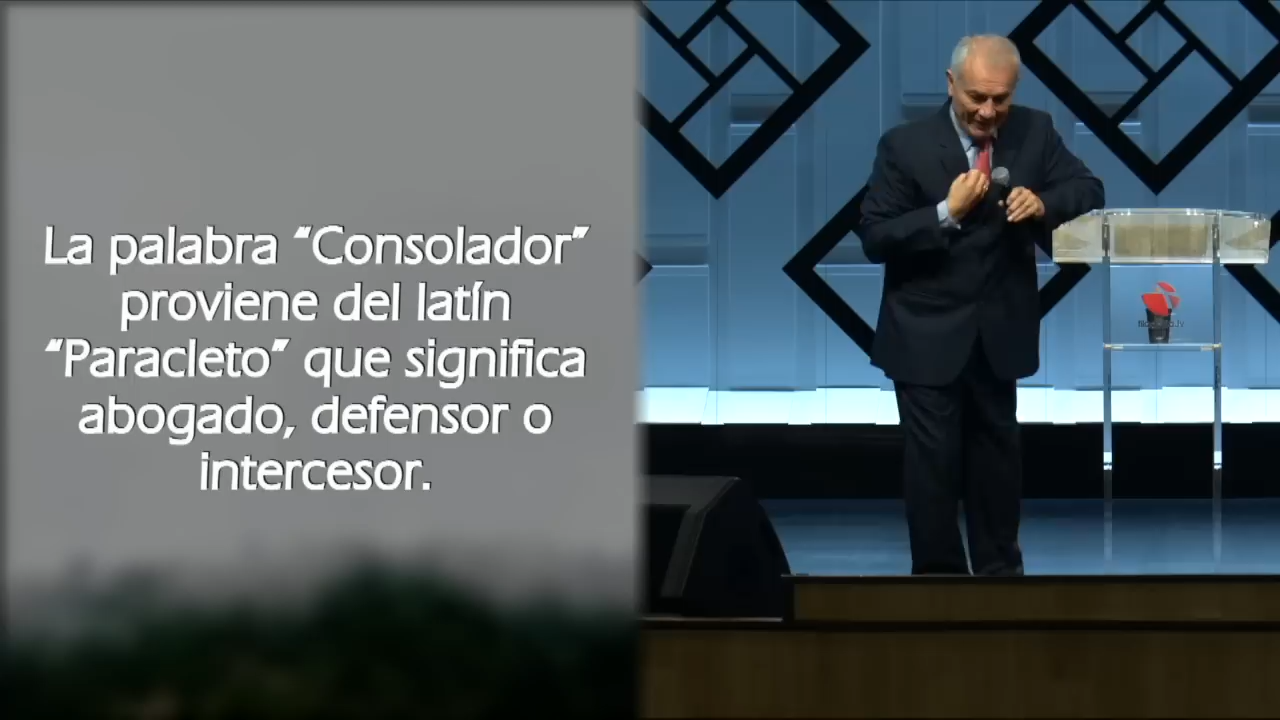 La palabra “Consolador”
proviene del latín
“Paracleto” que significa
abogado, defensor o
intercesor.